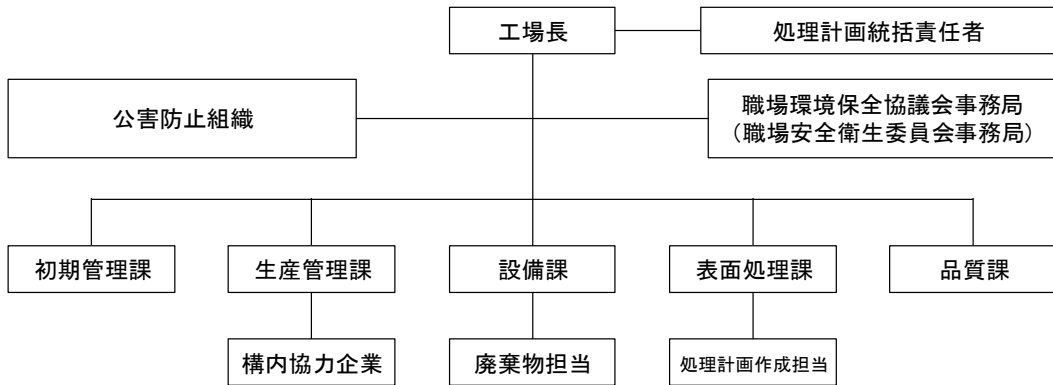 工場長
処理計画統括責任者
公害防止組織
職場環境保全協議会事務局
(職場安全衛生委員会事務局)
初期管理課
生産管理課
設備課
表面処理課
品質課
構内協力企業
廃棄物担当
処理計画作成担当